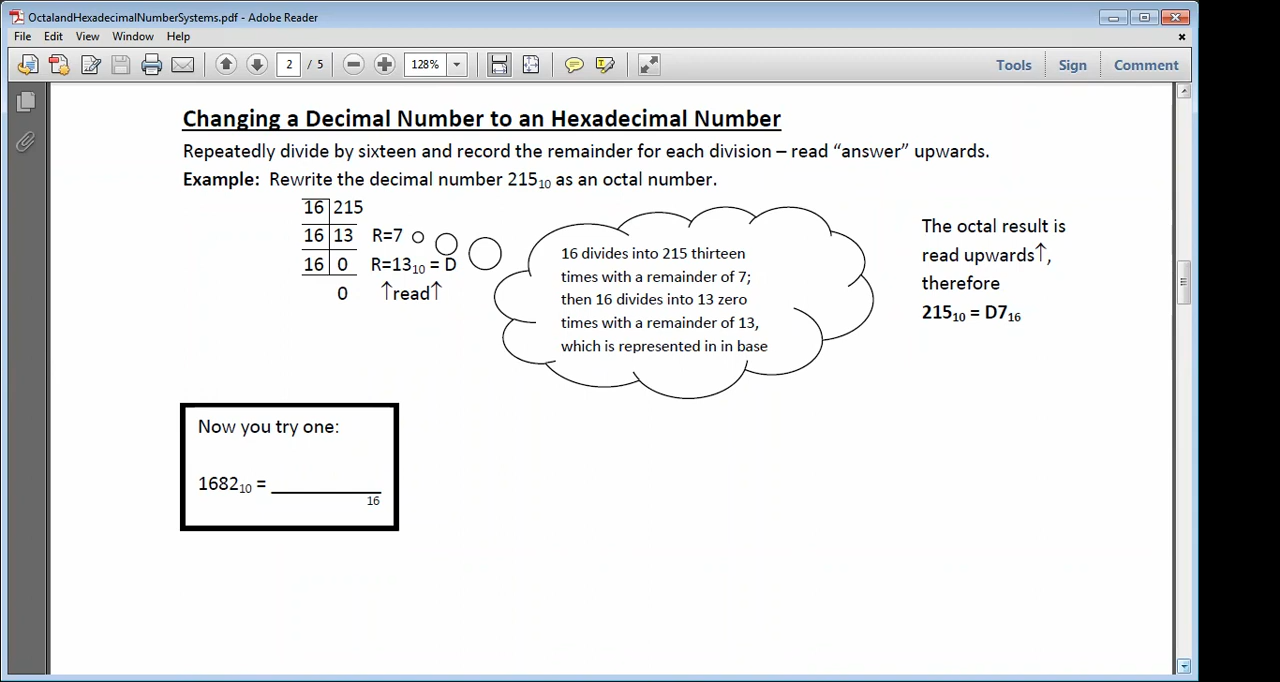 OctalandHexadecimalNumberSystems.pdf - Adobe Reader
File Edit View Window Help
2 / 5 128% Tools Sign Comment
Changing a Decimal Number to an Hexadecimal Number
Repeatedly divide by sixteen and record the remainder for each division – read “answer” upwards.
Example: Rewrite the decimal number 215₁₀ as an octal number.
16 215
16 13 R=7
16 0 R=13₁₀ = D
0 ↑read↑
16 divides into 215 thirteen
times with a remainder of 7;
then 16 divides into 13 zero
times with a remainder of 13,
which is represented in in base
The octal result is
read upwards↑,
therefore
215₁₀ = D7₁₆
Now you try one:
1682₁₀ = __________
16